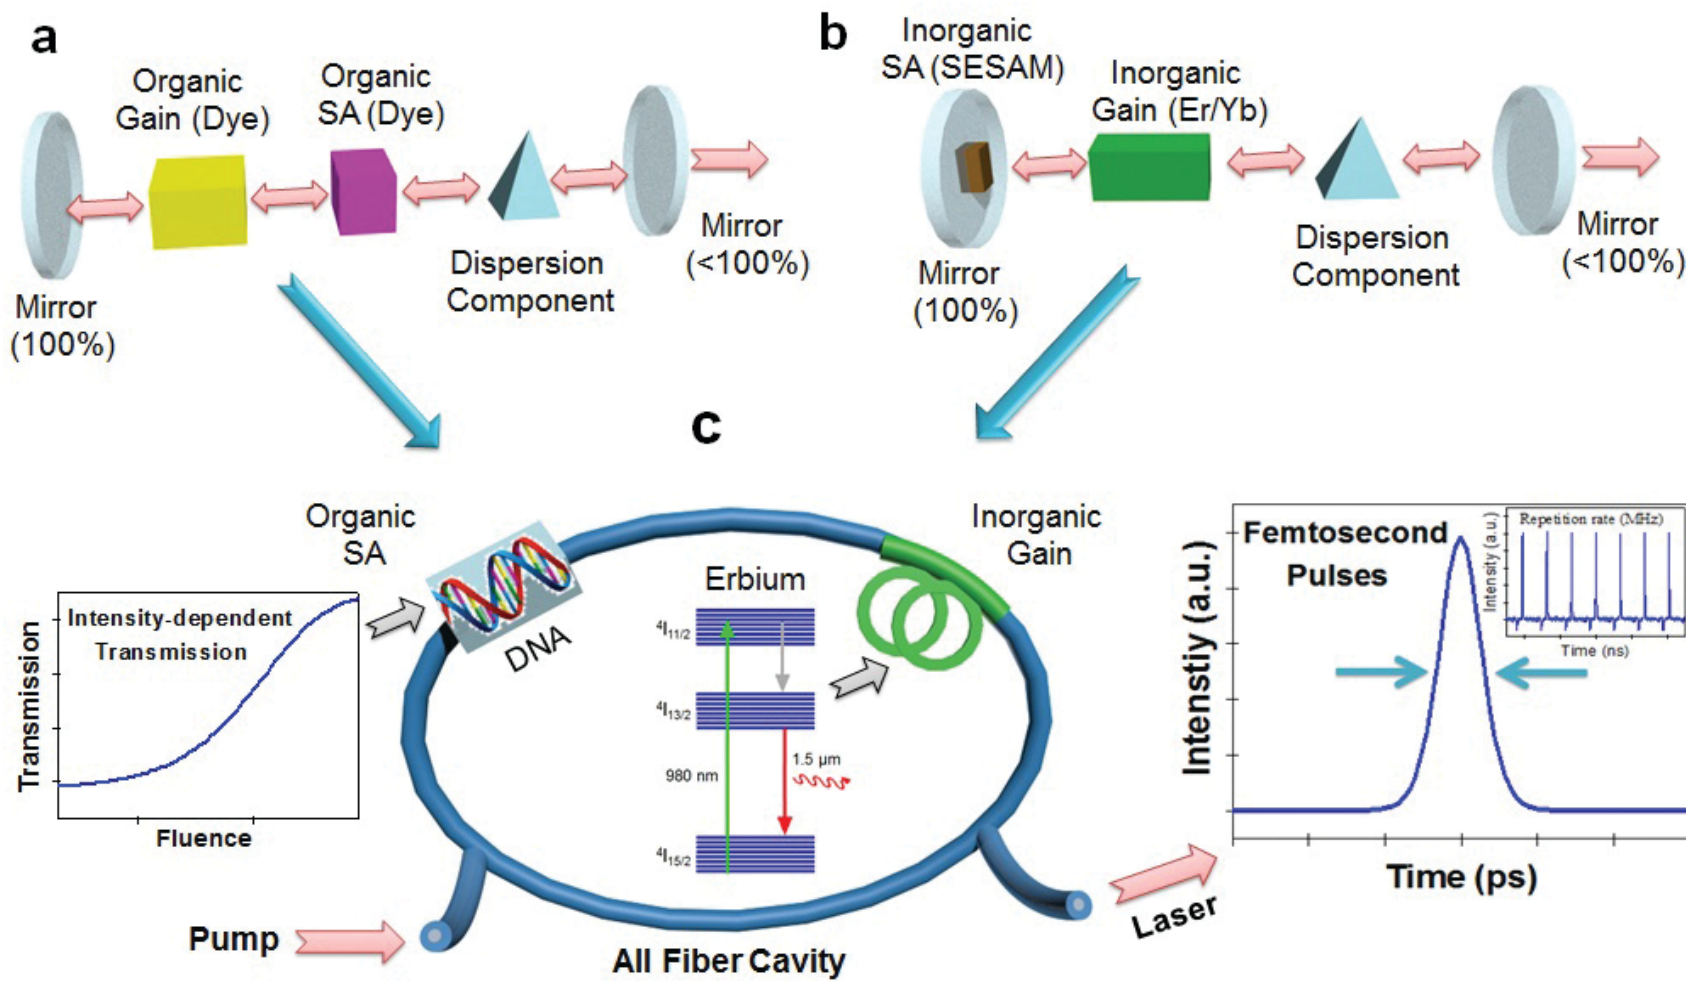 a
Organic
Gain (Dye)
Organic
SA (Dye)
Mirror
(100%)
Dispersion
Component
Mirror
(<100%)
b
Inorganic
SA (SESAM)
Inorganic
Gain (Er/Yb)
Mirror
(100%)
Dispersion
Component
Mirror
(<100%)
c
Organic
SA
DNA
Intensity-dependent
Transmission
Transmission
Fluence
Erbium
⁴I₁₁/₂
⁴I₁₃/₂
⁴I₁₅/₂
980 nm
1.5 µm
Inorganic
Gain
Pump
All Fiber Cavity
Laser
Femtosecond
Pulses
Intenstiy (a.u.)
Time (ps)
Repetition rate (MHz)
Intensity (a.u.)
Time (ns)